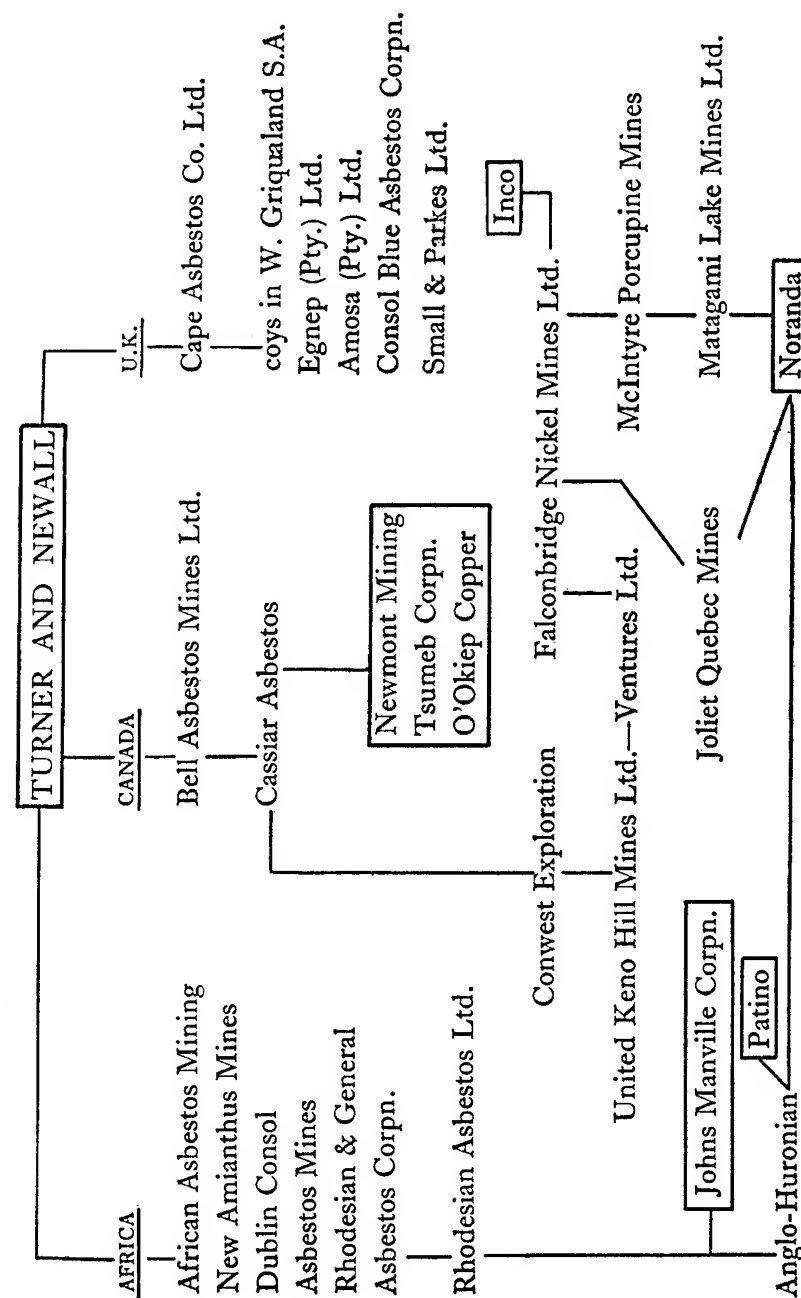 TURNER AND NEWALL
AFRICA
African Asbestos Mining
New Amianthus Mines
Dublin Consol
Asbestos Mines
Rhodesian & General
Asbestos Corpn.
Rhodesian Asbestos Ltd.
Johns Manville Corpn.
Patino
Anglo-Huronian
CANADA
Bell Asbestos Mines Ltd.
Cassiar Asbestos
Newmont Mining
Tsumeb Corpn.
O'Okiep Copper
Conwest Exploration
United Keno Hill Mines Ltd.—Ventures Ltd.
Falconbridge Nickel Mines Ltd.
Inco
McIntyre Porcupine Mines
Matagami Lake Mines Ltd.
Joliet Quebec Mines
Noranda
U.K.
Cape Asbestos Co. Ltd.
coys in W. Griqualand S.A.
Egnep (Pty.) Ltd.
Amosa (Pty.) Ltd.
Consol Blue Asbestos Corpn.
Small & Parkes Ltd.